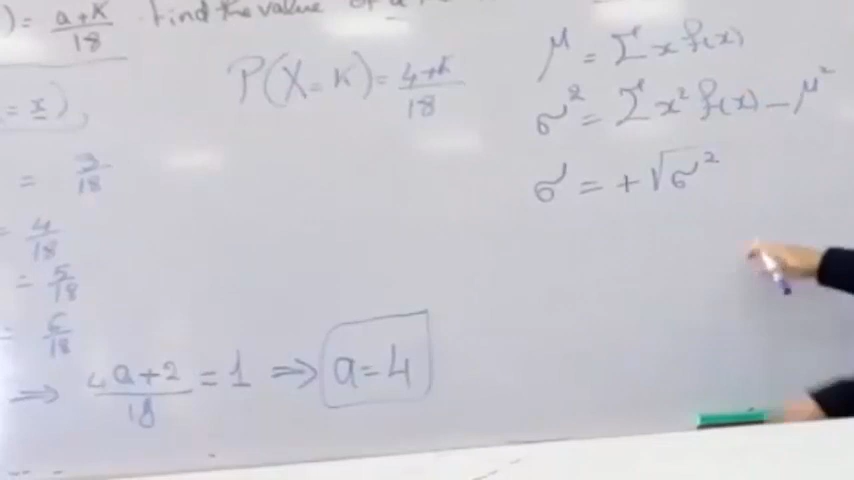 ) = a+K/18 Find the value of a
= x),
P(X=K) = 4+K/18
= 3/18
= 4/18
= 5/18
= 6/18
⇒ 4a+2/18 = 1 ⇒ a=4
μ = Σ x f(x)
σ² = Σ x² f(x) - μ²
σ = +√σ²